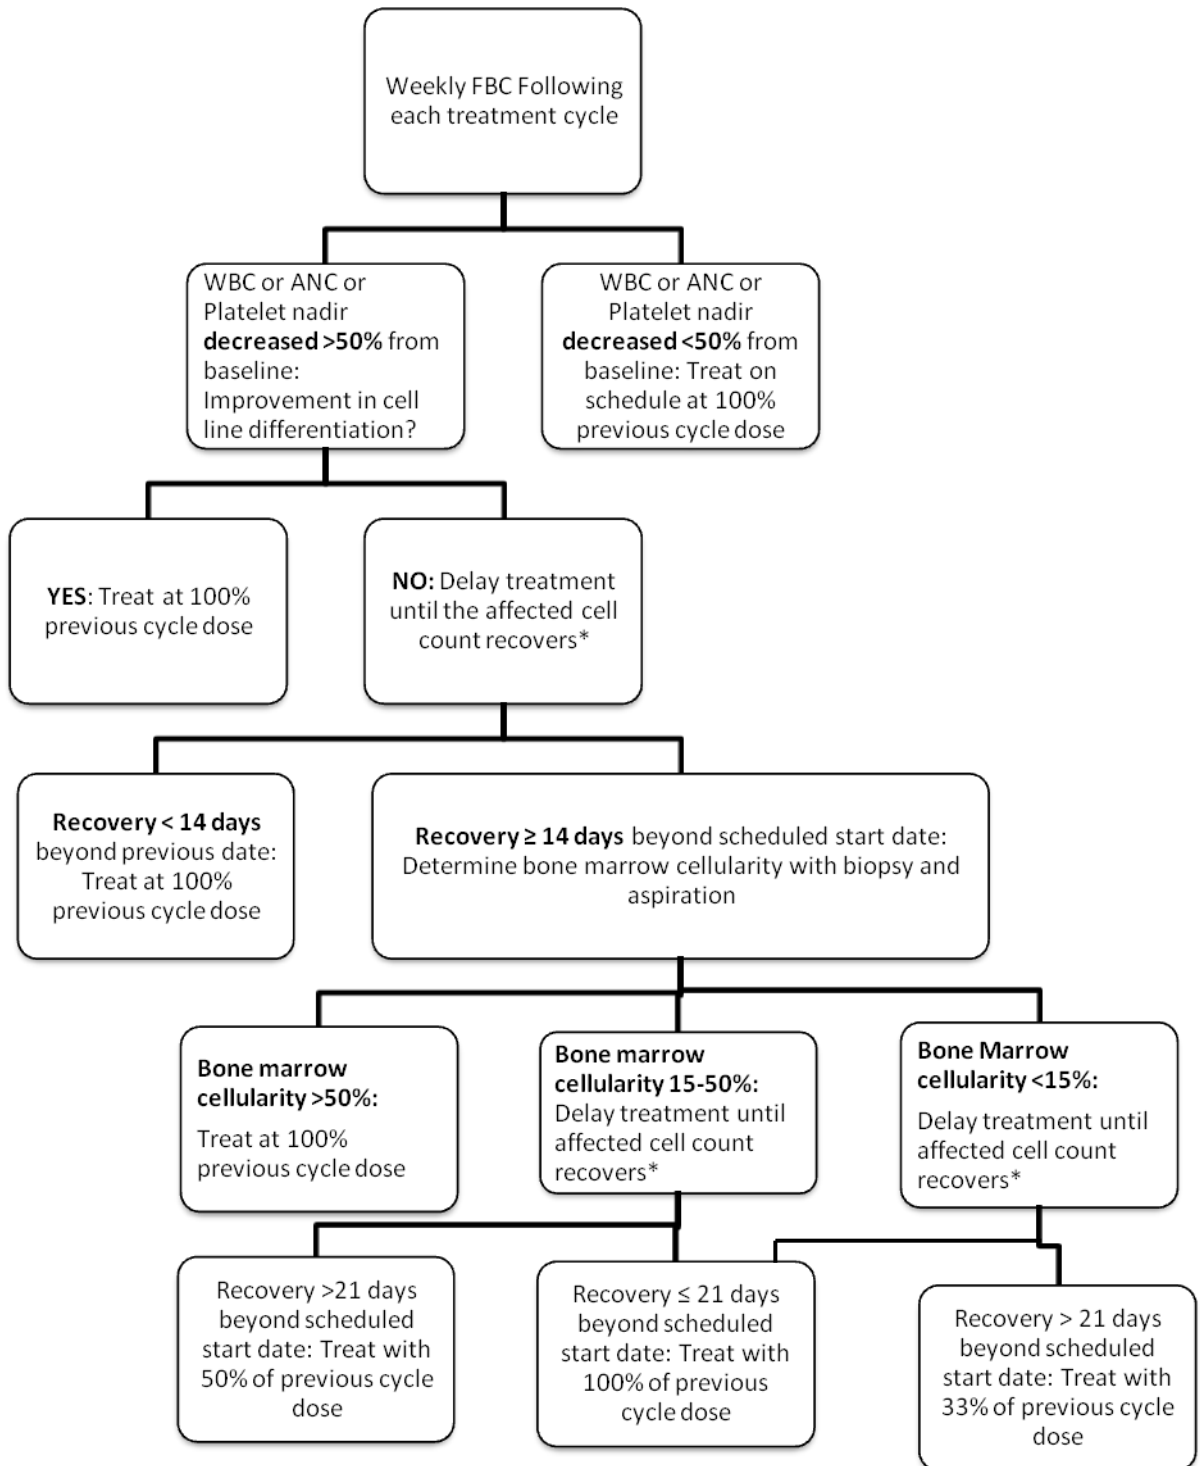 Weekly FBC Following
each treatment cycle
WBC or ANC or
Platelet nadir
decreased >50% from
baseline:
Improvement in cell
line differentiation?
WBC or ANC or
Platelet nadir
decreased <50% from
baseline: Treat on
schedule at 100%
previous cycle dose
YES: Treat at 100%
previous cycle dose
NO: Delay treatment
until the affected cell
count recovers*
Recovery < 14 days
beyond previous date:
Treat at 100%
previous cycle dose
Recovery ≥ 14 days beyond scheduled start date:
Determine bone marrow cellularity with biopsy and
aspiration
Bone marrow
cellularity >50%:
Treat at 100%
previous cycle dose
Bone marrow
cellularity 15-50%:
Delay treatment until
affected cell count
recovers*
Bone Marrow
cellularity <15%:
Delay treatment until
affected cell count
recovers*
Recovery >21 days
beyond scheduled
start date: Treat with
50% of previous cycle
dose
Recovery ≤ 21 days
beyond scheduled
start date: Treat with
100% of previous
cycle dose
Recovery > 21 days
beyond scheduled
start date: Treat with
33% of previous cycle
dose